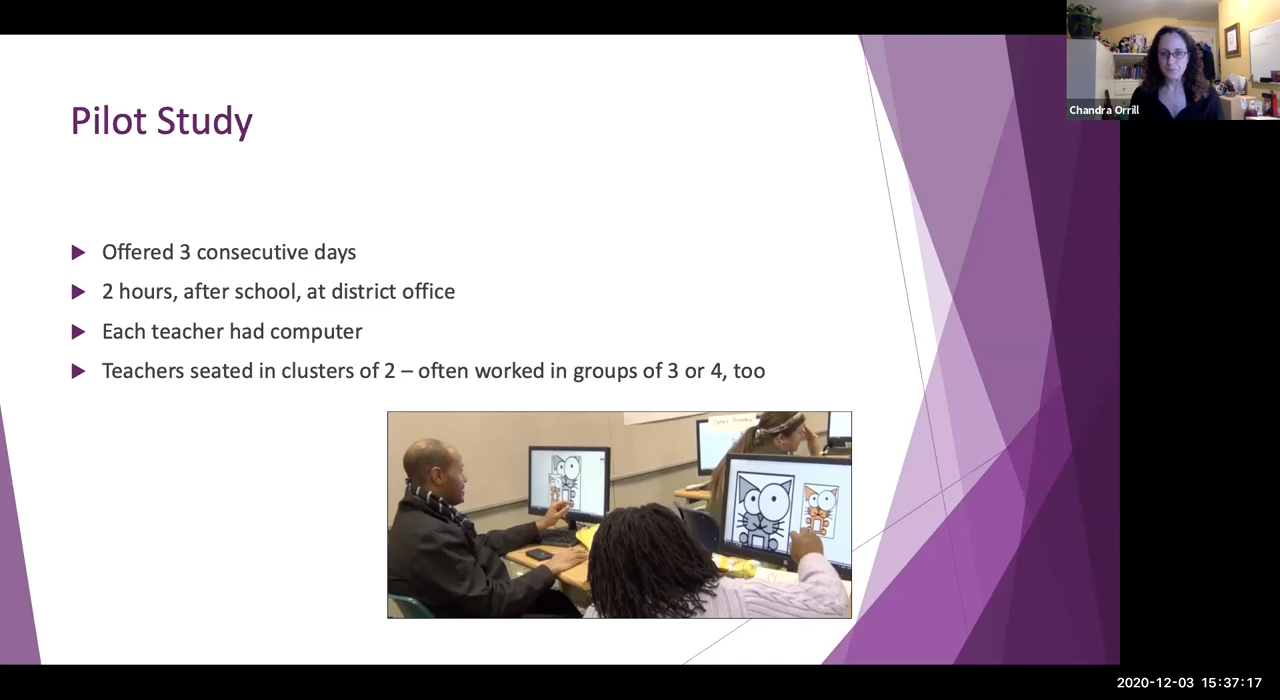 Chandra Orrill
Pilot Study
Offered 3 consecutive days
2 hours, after school, at district office
Each teacher had computer
Teachers seated in clusters of 2 – often worked in groups of 3 or 4, too
2020-12-03 15:37:17